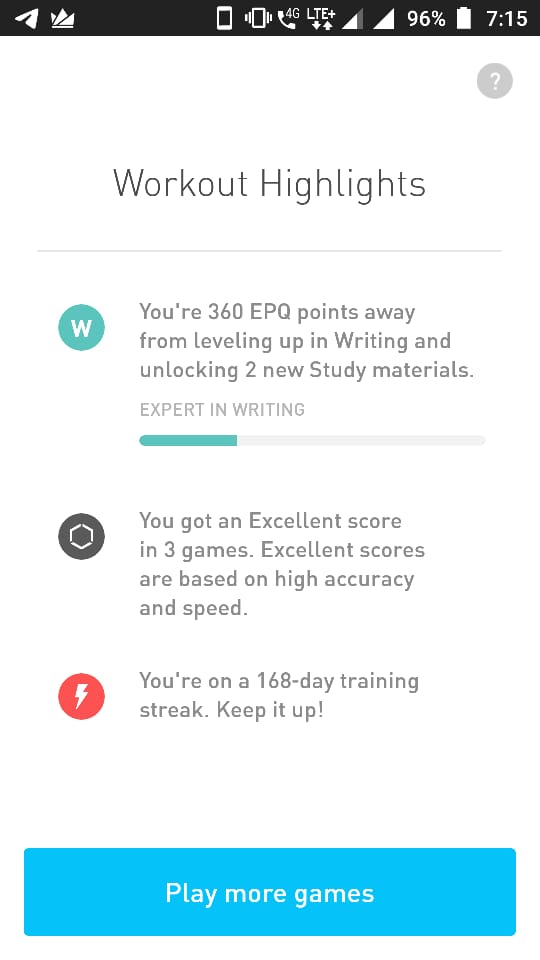 4G LTE+ 96% 7:15
?
Workout Highlights
W
You're 360 EPQ points away
from leveling up in Writing and
unlocking 2 new Study materials.
EXPERT IN WRITING
You got an Excellent score
in 3 games. Excellent scores
are based on high accuracy
and speed.
You're on a 168-day training
streak. Keep it up!
Play more games